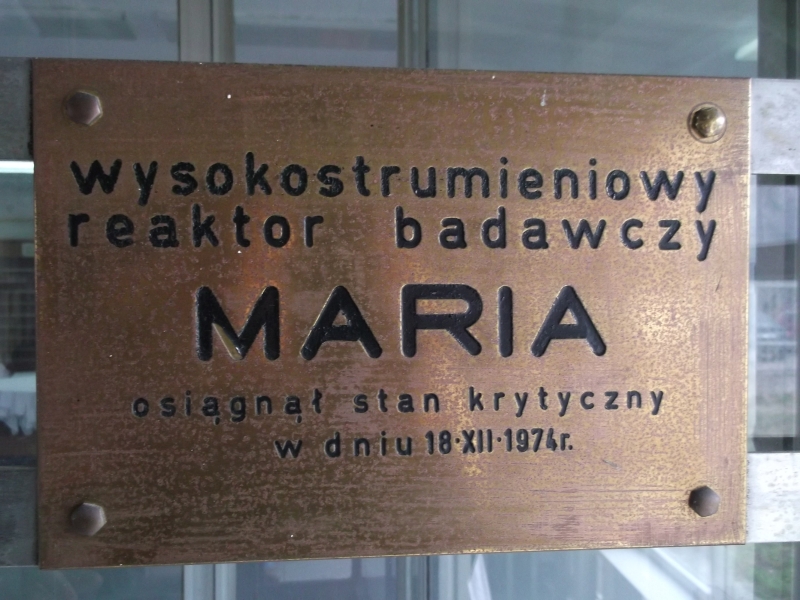 wysokostrumieniowy
reaktor badawczy
MARIA
osiągnął stan krytyczny
w dniu 18·XII·1974r.